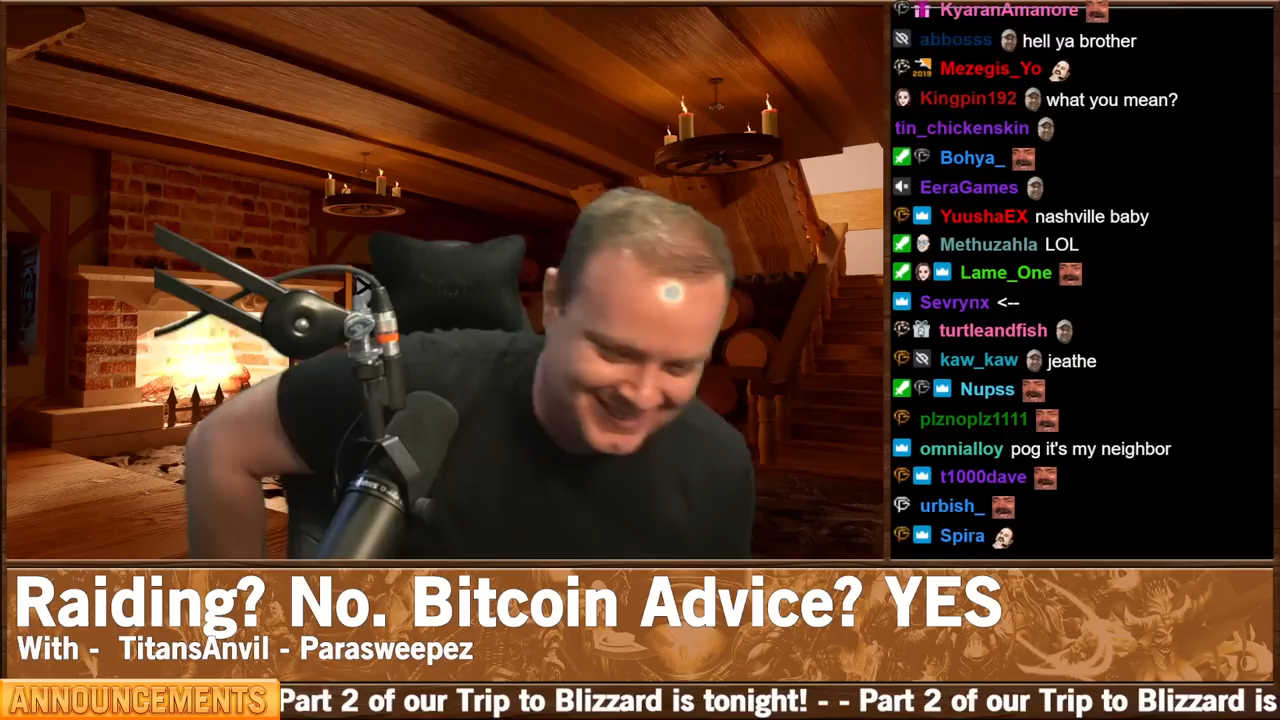 KyaranAmanore
abbosss hell ya brother
2019 Mezegis_Yo
Kingpin192 what you mean?
tin_chickenskin
Bohya_
EeraGames
YuushaEX nashville baby
Methuzahla LOL
Lame_One
Sevrynx <--
turtleandfish
kaw_kaw jeathe
Nupss
plznoplz1111
omnialloy pog it's my neighbor
t1000dave
urbish_
Spira
Raiding? No. Bitcoin Advice? YES
With - TitansAnvil - Parasweepez
ANNOUNCEMENTS Part 2 of our Trip to Blizzard is tonight! - - Part 2 of our Trip to Blizzard is